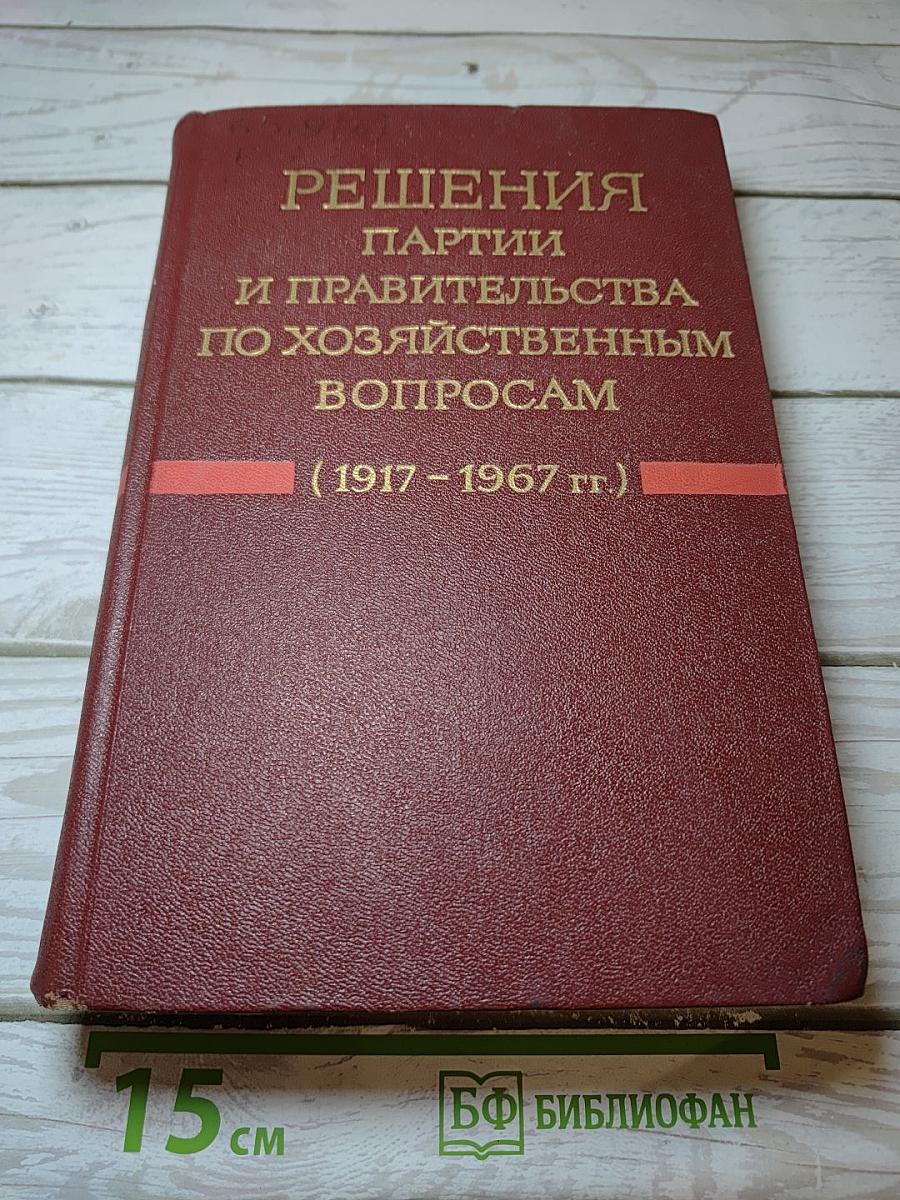 РЕШЕНИЯ
ПАРТИИ
И ПРАВИТЕЛЬСТВА
ПО ХОЗЯЙСТВЕННЫМ
ВОПРОСАМ
(1917 – 1967 гг.)
15 см
БФ БИБЛИОФАН